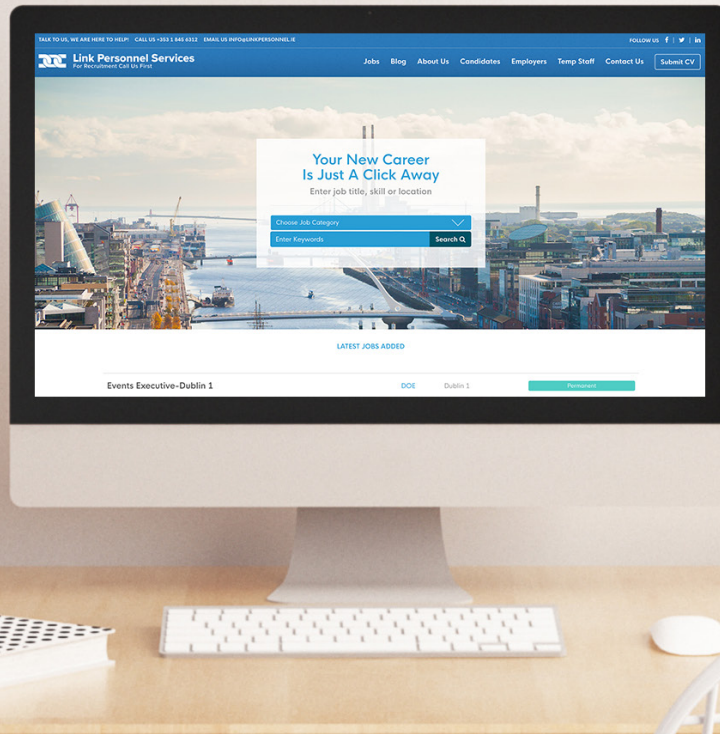 TALK TO US, WE ARE HERE TO HELP! CALL US +353 1 845 6312 EMAIL US INFO@LINKPERSONNEL.IE FOLLOW US
Link Personnel Services
For Recruitment Call Us First
Jobs Blog About Us Candidates Employers Temp Staff Contact Us Submit CV
Your New Career
Is Just A Click Away
Enter job title, skill or location
Choose Job Category
Enter Keywords Search
LATEST JOBS ADDED
Events Executive-Dublin 1 DOE Dublin 1 Permanent